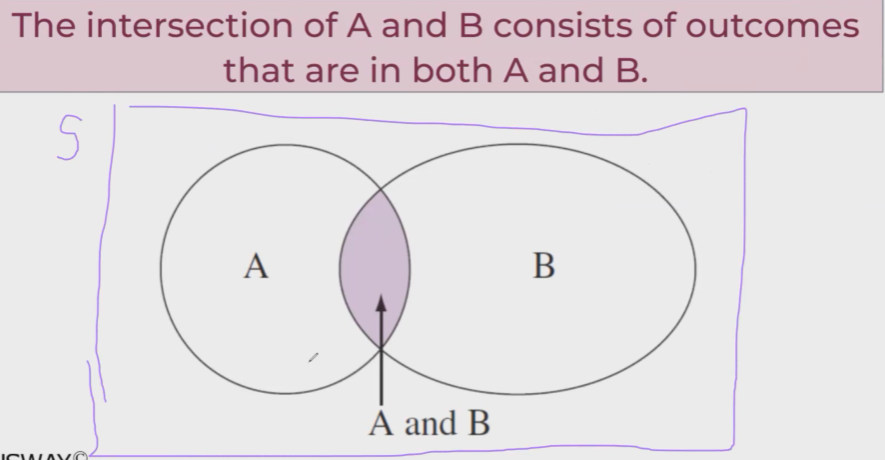 The intersection of A and B consists of outcomes
that are in both A and B.
S
A
B
A and B